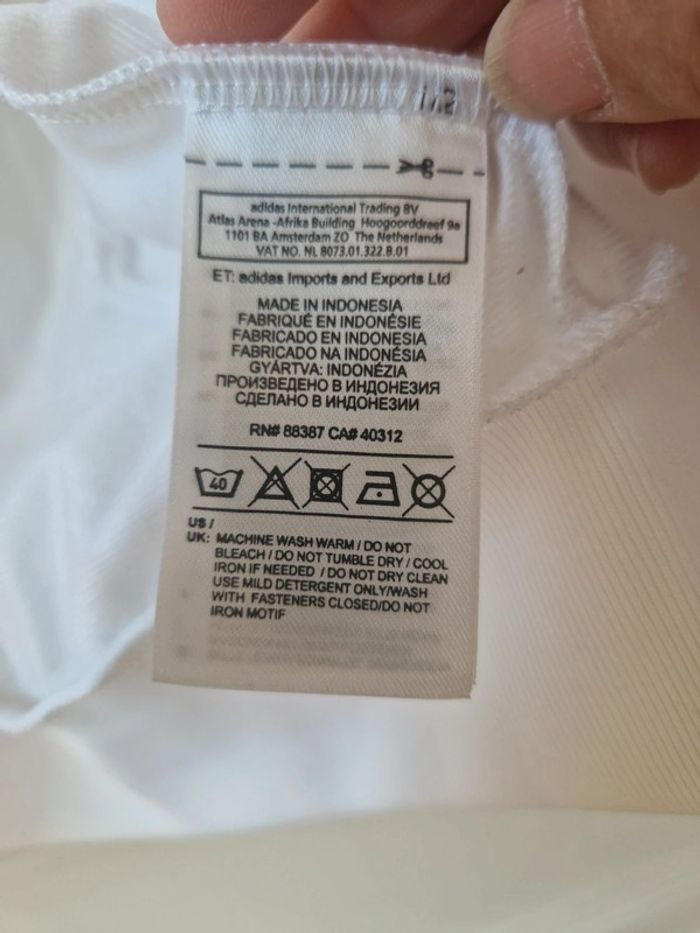 adidas International Trading BV
Atlas Arena -Afrika Building Hoogoorddreef 9a
1101 BA Amsterdam ZO The Netherlands
VAT NO. NL 8073.01.322.B.01
ET: adidas Imports and Exports Ltd
MADE IN INDONESIA
FABRIQUÉ EN INDONÉSIE
FABRICADO EN INDONESIA
FABRICADO NA INDONÉSIA
GYÁRTVA: INDONÉZIA
ПРОИЗВЕДЕНО В ИНДОНЕЗИЯ
СДЕЛАНО В ИНДОНЕЗИИ
RN# 88387 CA# 40312
40
US /
UK: MACHINE WASH WARM / DO NOT
BLEACH / DO NOT TUMBLE DRY / COOL
IRON IF NEEDED / DO NOT DRY CLEAN
USE MILD DETERGENT ONLY/WASH
WITH FASTENERS CLOSED/DO NOT
IRON MOTIF